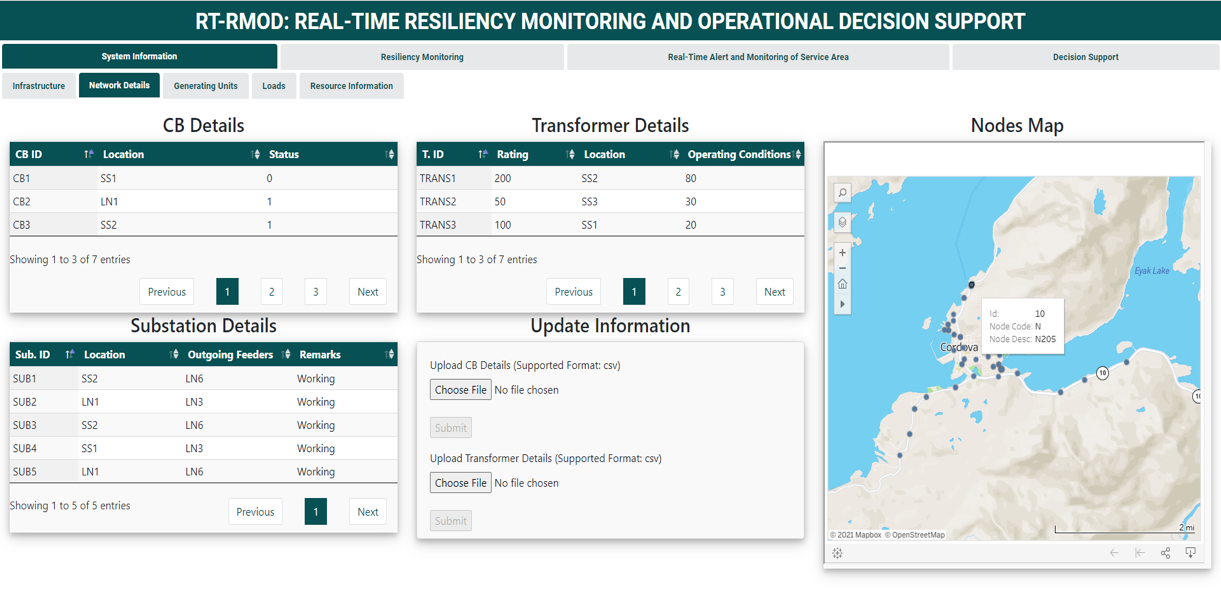 RT-RMOD: REAL-TIME RESILIENCY MONITORING AND OPERATIONAL DECISION SUPPORT
System Information Resiliency Monitoring Real-Time Alert and Monitoring of Service Area Decision Support
Infrastructure Network Details Generating Units Loads Resource Information
CB Details
CB ID Location Status
CB1 SS1 0
CB2 LN1 1
CB3 SS2 1
Showing 1 to 3 of 7 entries
Previous 1 2 3 Next
Transformer Details
T. ID Rating Location Operating Conditions
TRANS1 200 SS2 80
TRANS2 50 SS3 30
TRANS3 100 SS1 20
Showing 1 to 3 of 7 entries
Previous 1 2 3 Next
Substation Details
Sub. ID Location Outgoing Feeders Remarks
SUB1 SS2 LN6 Working
SUB2 LN1 LN3 Working
SUB3 SS2 LN6 Working
SUB4 SS1 LN3 Working
SUB5 LN1 LN6 Working
Showing 1 to 5 of 5 entries
Previous 1 Next
Update Information
Upload CB Details (Supported Format: csv)
Choose File No file chosen
Submit
Upload Transformer Details (Supported Format: csv)
Choose File No file chosen
Submit
Nodes Map
Eyak Lake
Id: 10
Node Code: N
Node Desc: N205
Cordova
10
10
2 mi
© 2021 Mapbox © OpenStreetMap